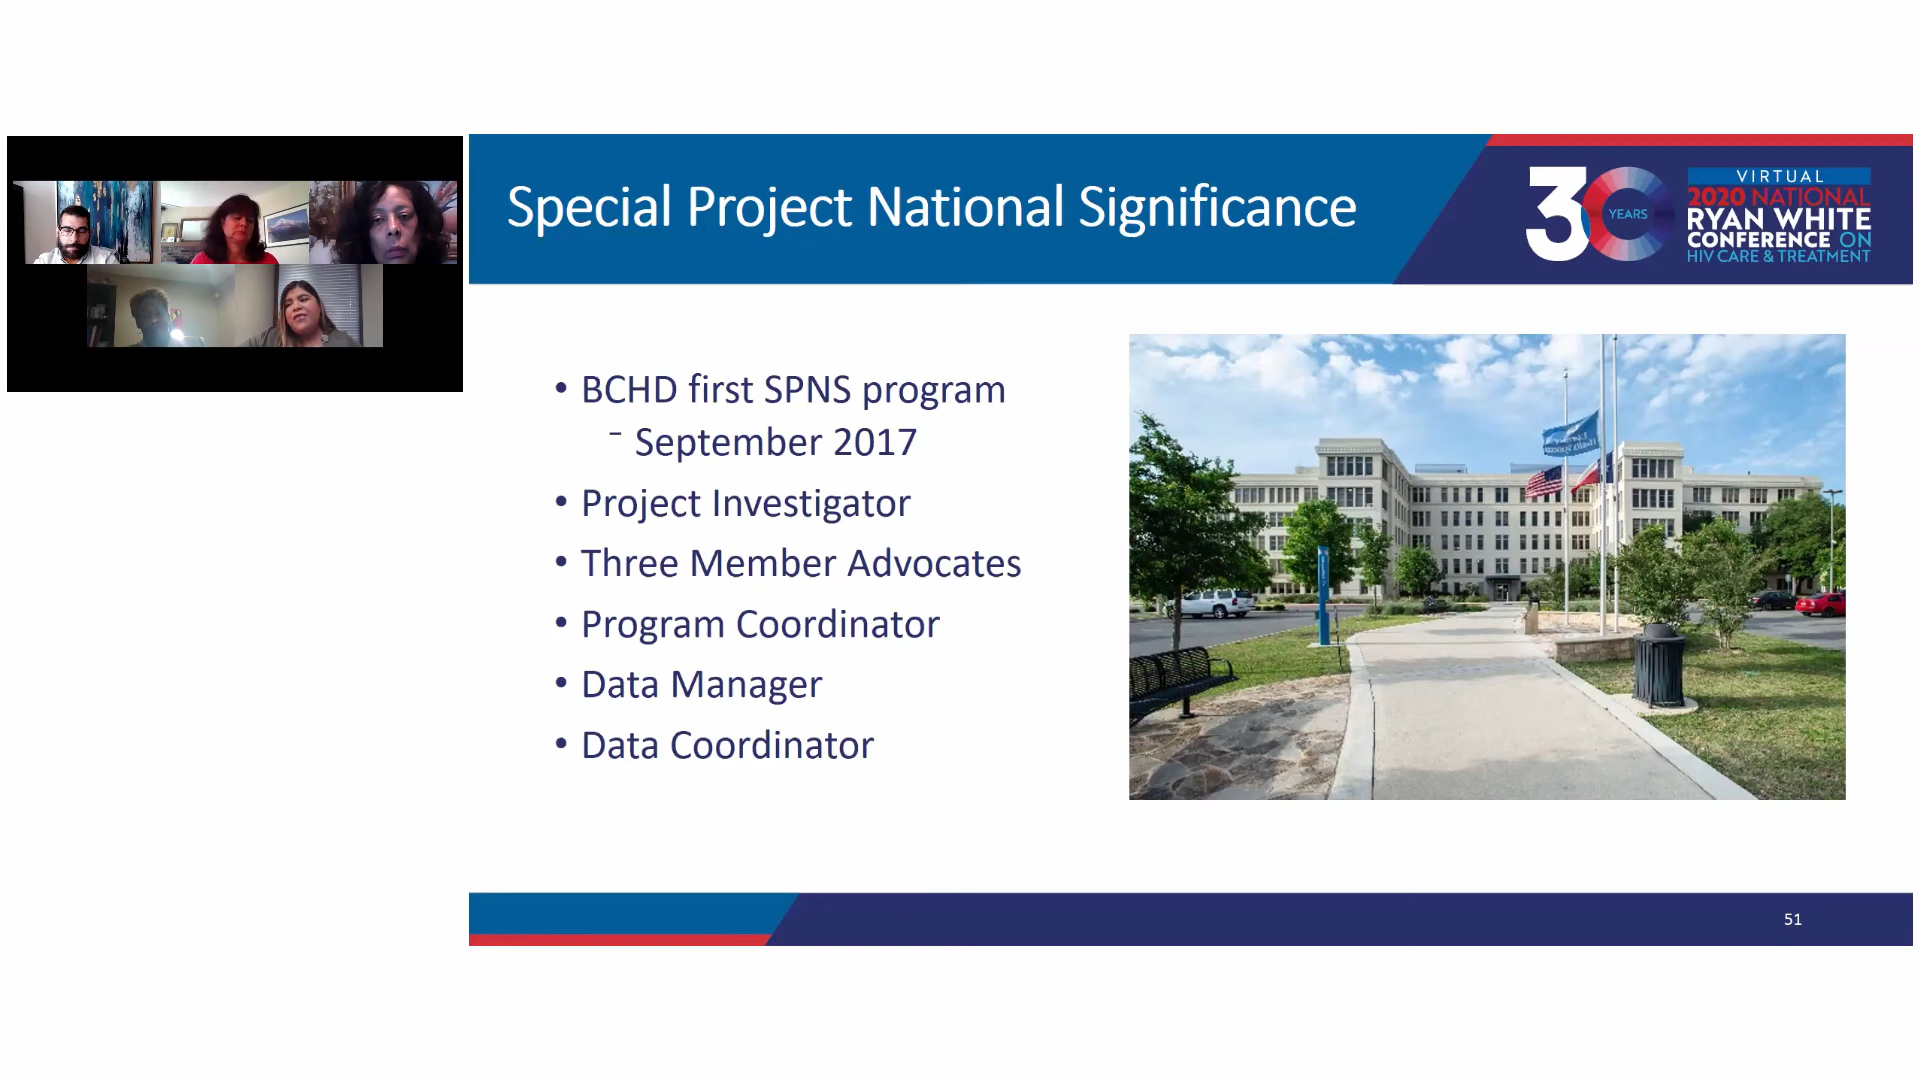 Special Project National Significance
30
YEARS
VIRTUAL
2020 NATIONAL
RYAN WHITE
CONFERENCE ON
HIV CARE & TREATMENT
• BCHD first SPNS program
– September 2017
• Project Investigator
• Three Member Advocates
• Program Coordinator
• Data Manager
• Data Coordinator
51